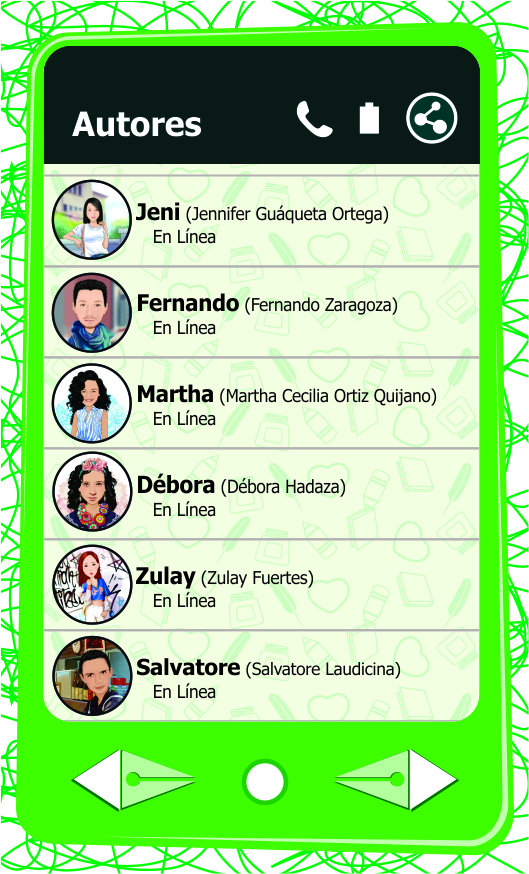 Autores
Jeni (Jennifer Guáqueta Ortega)
En Línea
Fernando (Fernando Zaragoza)
En Línea
Martha (Martha Cecilia Ortiz Quijano)
En Línea
Débora (Débora Hadaza)
En Línea
Zulay (Zulay Fuertes)
En Línea
Salvatore (Salvatore Laudicina)
En Línea